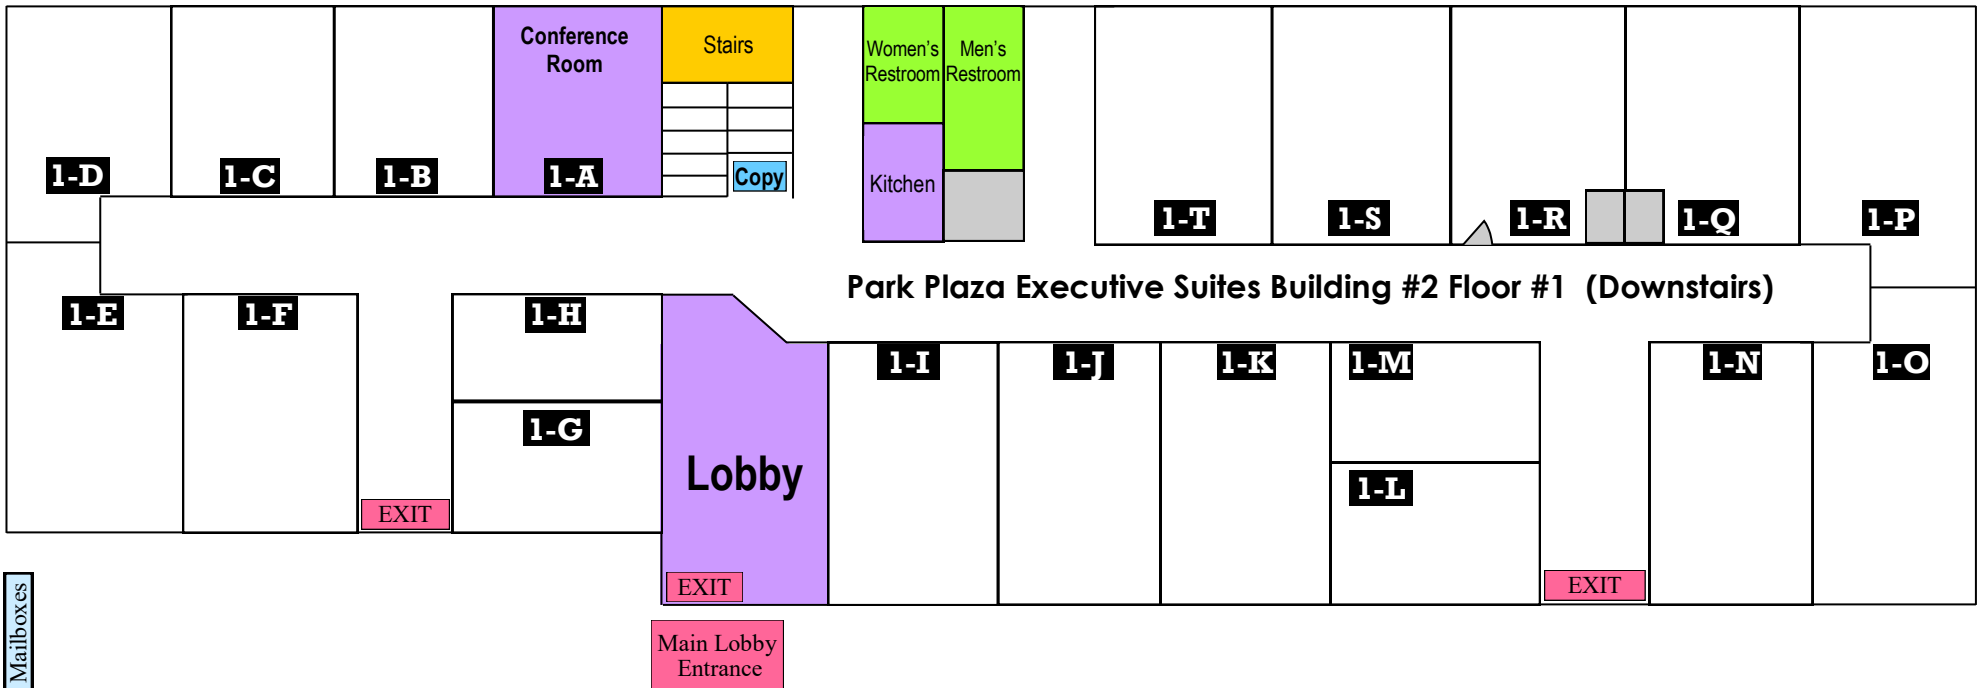 Conference
Room
Stairs
Women's
Restroom
Men's
Restroom
1-D
1-C
1-B
1-A
Copy
Kitchen
1-T
1-S
1-R
1-Q
1-P
Park Plaza Executive Suites Building #2 Floor #1 (Downstairs)
1-E
1-F
1-H
1-I
1-J
1-K
1-M
1-N
1-O
1-G
Lobby
1-L
EXIT
EXIT
EXIT
Mailboxes
Main Lobby
Entrance